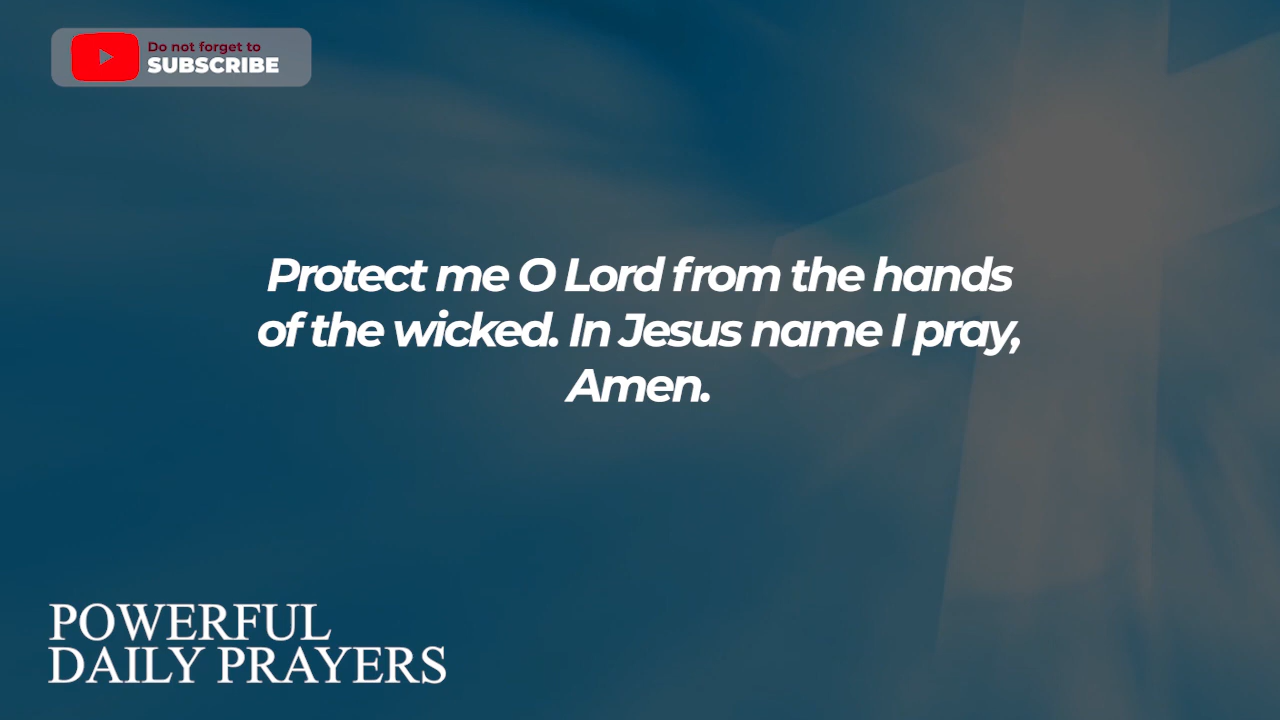 Do not forget to
SUBSCRIBE
Protect me O Lord from the hands
of the wicked. In Jesus name I pray,
Amen.
POWERFUL
DAILY PRAYERS